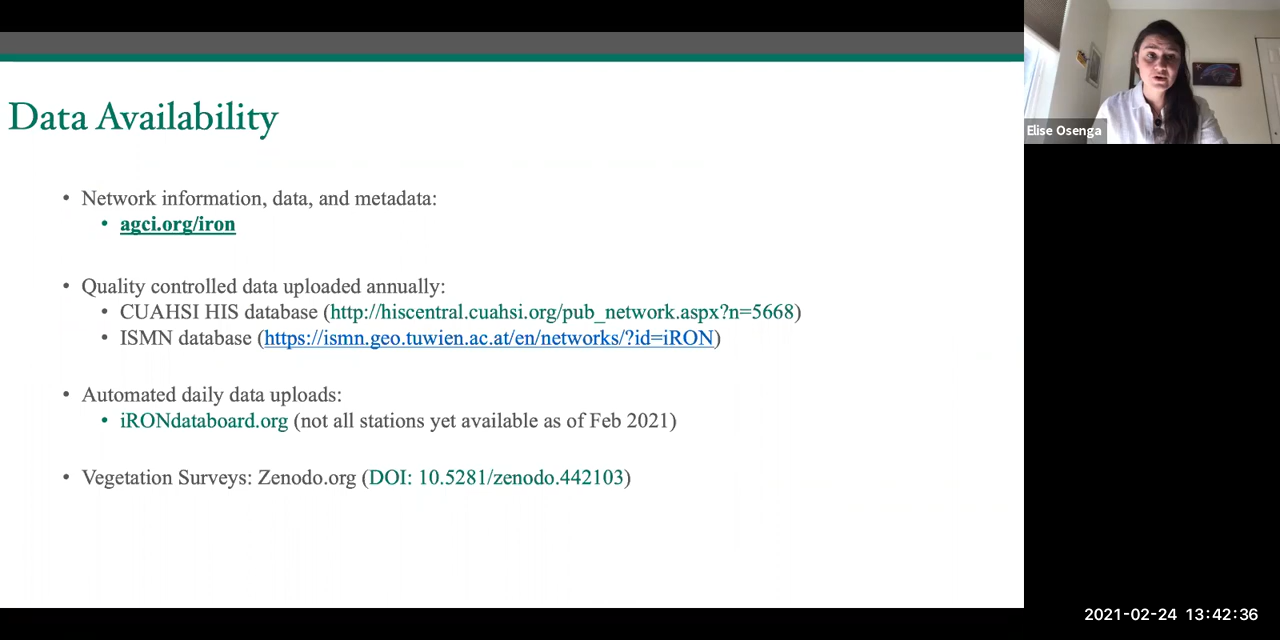 Data Availability
• Network information, data, and metadata:
• agci.org/iron
• Quality controlled data uploaded annually:
• CUAHSI HIS database (http://hiscentral.cuahsi.org/pub_network.aspx?n=5668)
• ISMN database (https://ismn.geo.tuwien.ac.at/en/networks/?id=iRON)
• Automated daily data uploads:
• iRONdataboard.org (not all stations yet available as of Feb 2021)
• Vegetation Surveys: Zenodo.org (DOI: 10.5281/zenodo.442103)
Elise Osenga
2021-02-24 13:42:36